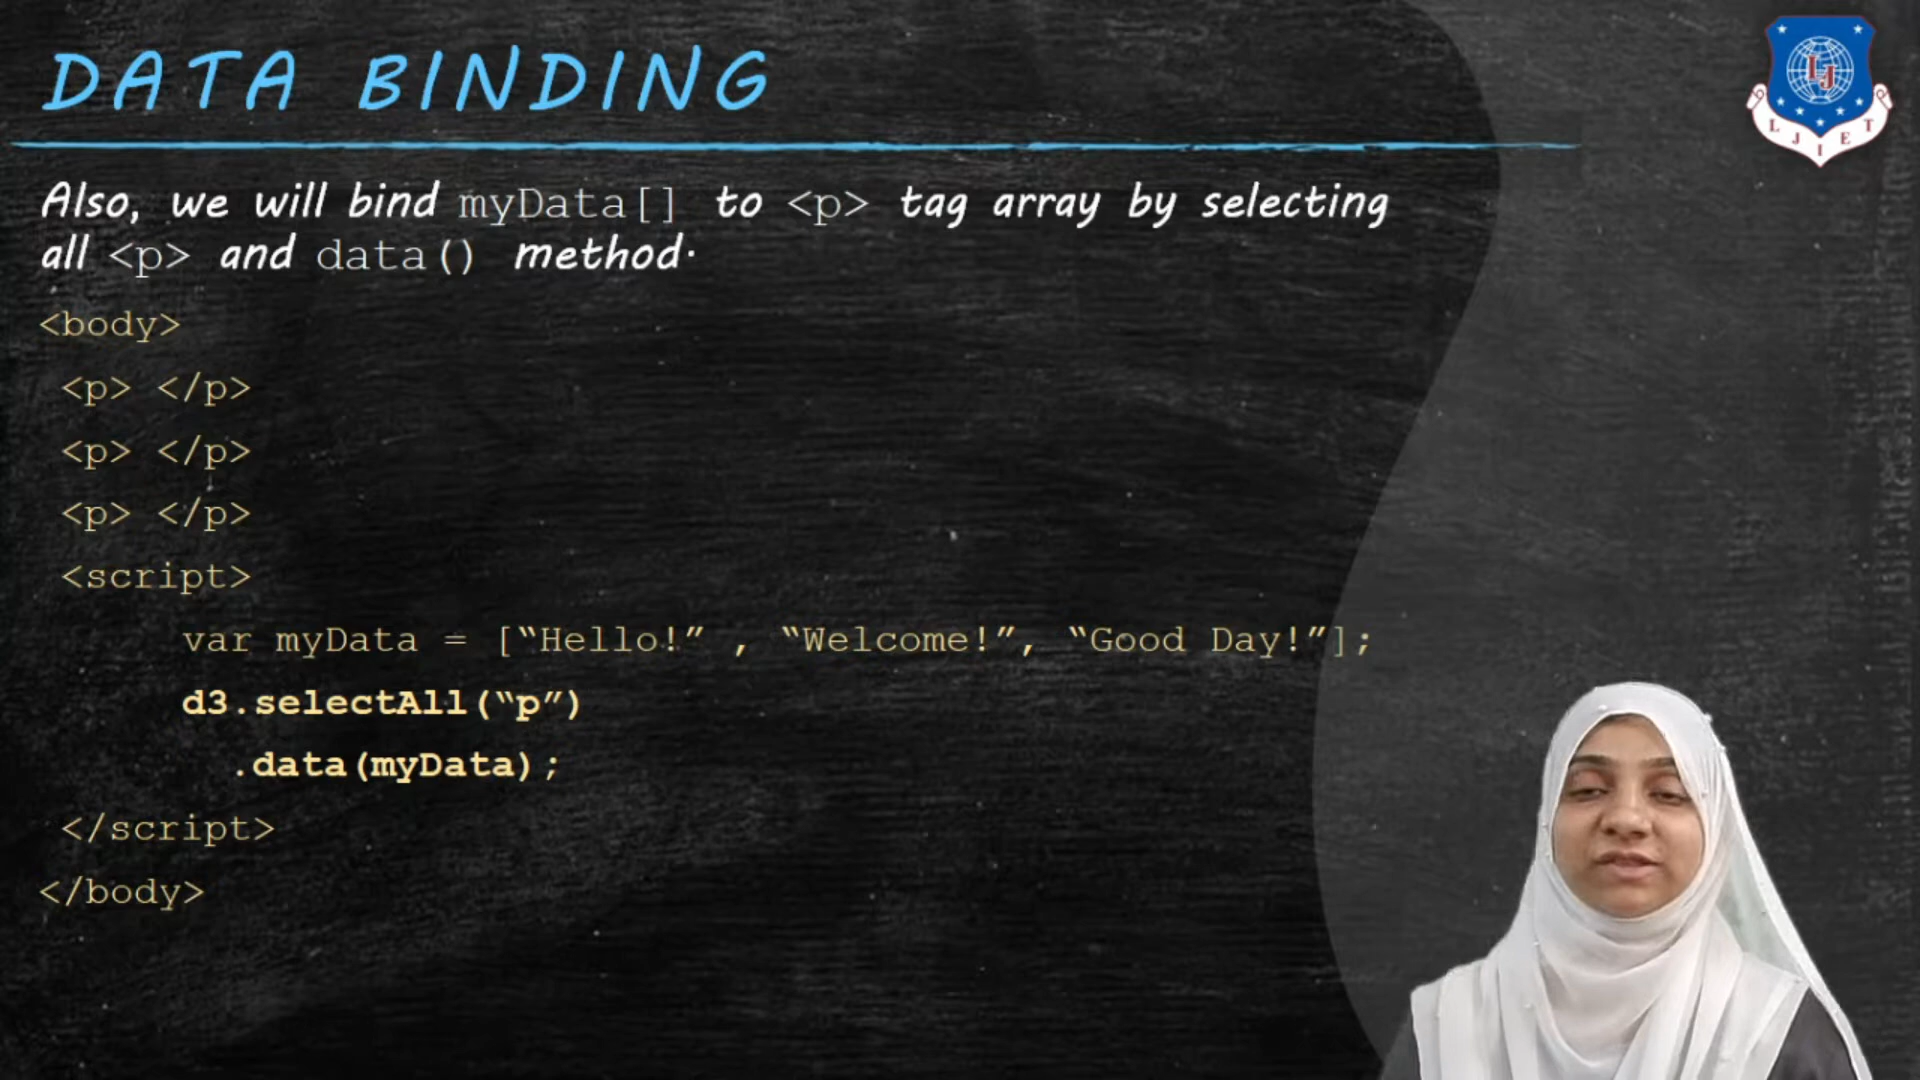 DATA BINDING
LJ
L J I E T
Also, we will bind myData[] to <p> tag array by selecting
all <p> and data() method.
<body>
<p> </p>
<p> </p>
<p> </p>
<script>
var myData = [“Hello!” , “Welcome!”, “Good Day!”];
d3.selectAll(“p”)
.data(myData);
</script>
</body>